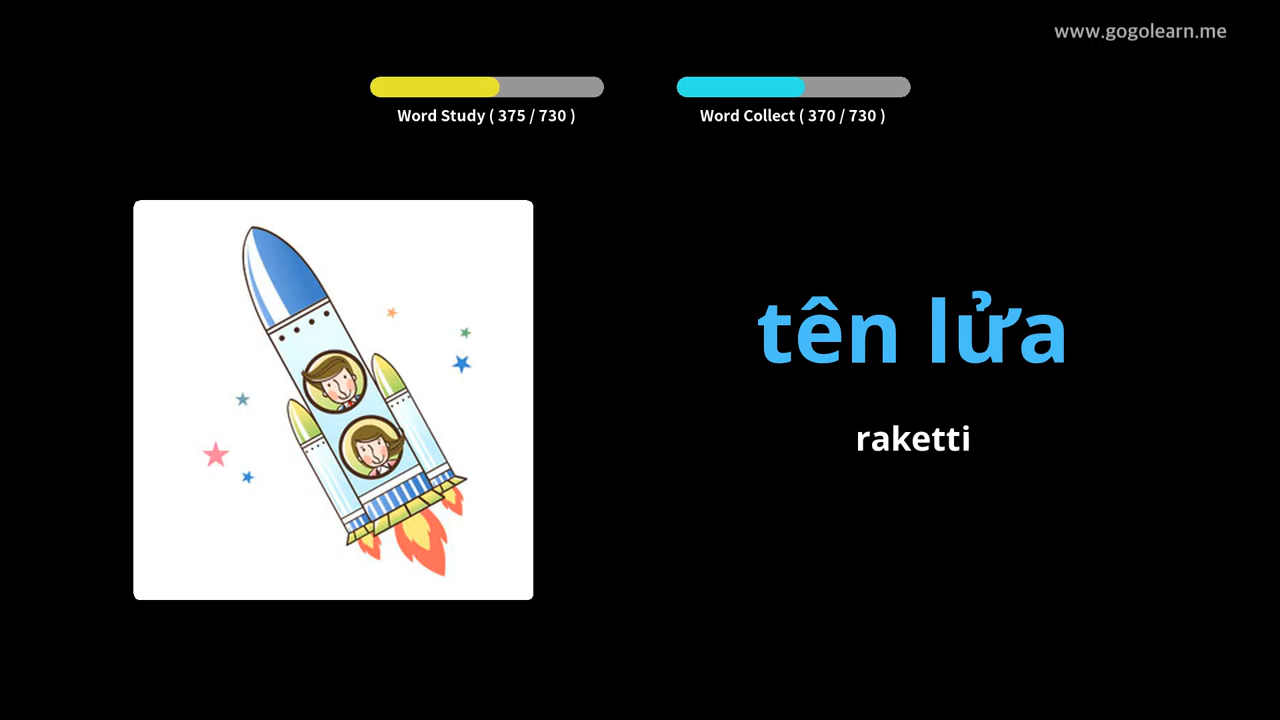 www.gogolearn.me
Word Study ( 375 / 730 )
Word Collect ( 370 / 730 )
tên lửa
raketti